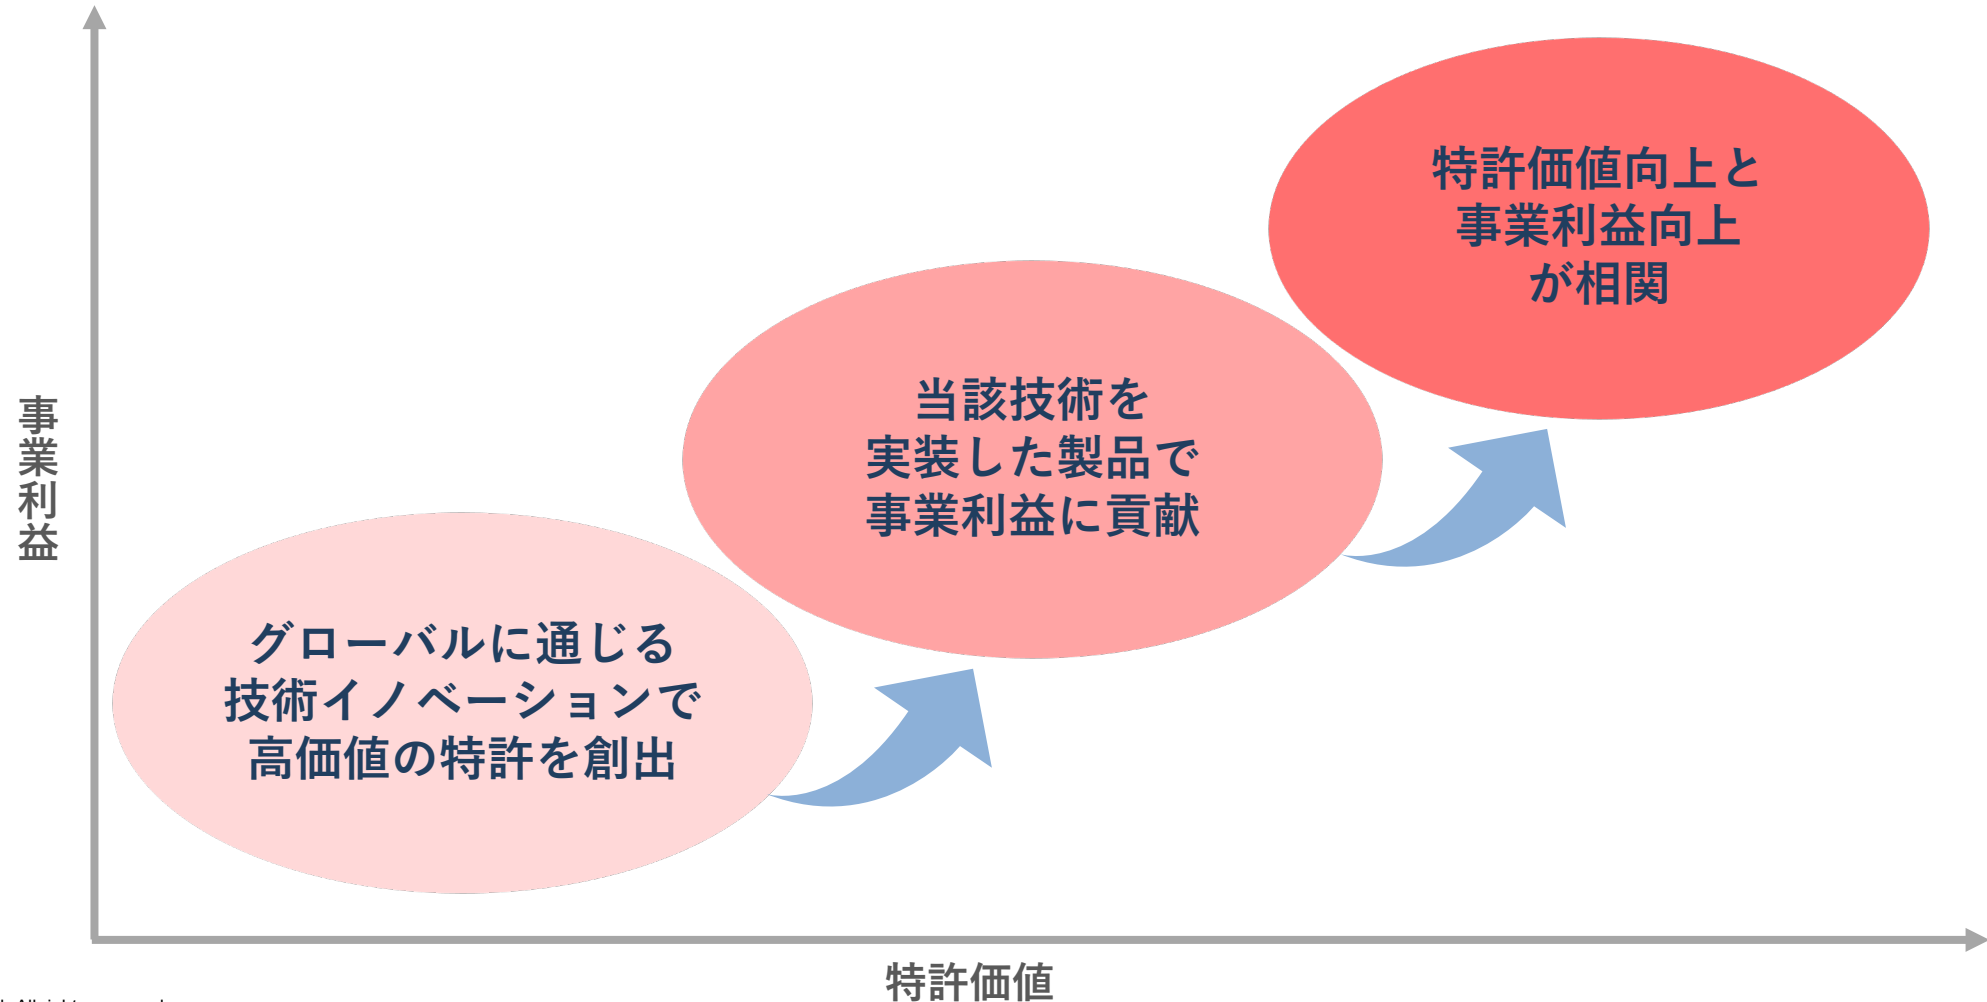 特許価値向上と
事業利益向上
が相関
当該技術を
実装した製品で
事業利益に貢献
事業利益
グローバルに通じる
技術イノベーションで
高価値の特許を創出
特許価値